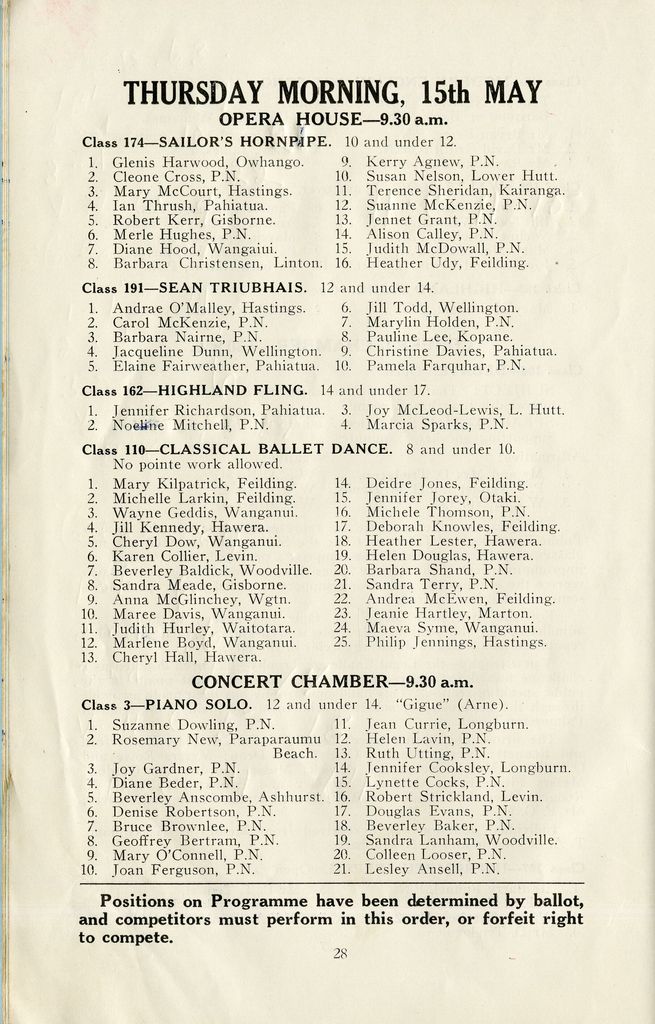 THURSDAY MORNING, 15th MAY
OPERA HOUSE—9.30 a.m.
Class 174—SAILOR'S HORNPIPE. 10 and under 12.
1. Glenis Harwood, Owhango.
2. Cleone Cross, P.N.
3. Mary McCourt, Hastings.
4. Ian Thrush, Pahiatua.
5. Robert Kerr, Gisborne.
6. Merle Hughes, P.N.
7. Diane Hood, Wangaiui.
8. Barbara Christensen, Linton.
9. Kerry Agnew, P.N.
10. Susan Nelson, Lower Hutt.
11. Terence Sheridan, Kairanga.
12. Suanne McKenzie, P.N.
13. Jennet Grant, P.N.
14. Alison Calley, P.N.
15. Judith McDowall, P.N.
16. Heather Udy, Feilding.
Class 191—SEAN TRIUBHAIS. 12 and under 14.
1. Andrae O'Malley, Hastings.
2. Carol McKenzie, P.N.
3. Barbara Nairne, P.N.
4. Jacqueline Dunn, Wellington.
5. Elaine Fairweather, Pahiatua.
6. Jill Todd, Wellington.
7. Marylin Holden, P.N.
8. Pauline Lee, Kopane.
9. Christine Davies, Pahiatua.
10. Pamela Farquhar, P.N.
Class 162—HIGHLAND FLING. 14 and under 17.
1. Jennifer Richardson, Pahiatua.
2. Noeline Mitchell, P.N.
3. Joy McLeod-Lewis, L. Hutt.
4. Marcia Sparks, P.N.
Class 110—CLASSICAL BALLET DANCE. 8 and under 10.
No pointe work allowed.
1. Mary Kilpatrick, Feilding.
2. Michelle Larkin, Feilding.
3. Wayne Geddis, Wanganui.
4. Jill Kennedy, Hawera.
5. Cheryl Dow, Wanganui.
6. Karen Collier, Levin.
7. Beverley Baldick, Woodville.
8. Sandra Meade, Gisborne.
9. Anna McGlinchey, Wgtn.
10. Maree Davis, Wanganui.
11. Judith Hurley, Waitotara.
12. Marlene Boyd, Wanganui.
13. Cheryl Hall, Hawera.
14. Deidre Jones, Feilding.
15. Jennifer Jorey, Otaki.
16. Michele Thomson, P.N.
17. Deborah Knowles, Feilding.
18. Heather Lester, Hawera.
19. Helen Douglas, Hawera.
20. Barbara Shand, P.N.
21. Sandra Terry, P.N.
22. Andrea McEwen, Feilding.
23. Jeanie Hartley, Marton.
24. Maeva Syme, Wanganui.
25. Philip Jennings, Hastings.
CONCERT CHAMBER—9.30 a.m.
Class 3—PIANO SOLO. 12 and under 14. "Gigue" (Arne).
1. Suzanne Dowling, P.N.
2. Rosemary New, Paraparaumu
Beach.
3. Joy Gardner, P.N.
4. Diane Beder, P.N.
5. Beverley Anscombe, Ashhurst.
6. Denise Robertson, P.N.
7. Bruce Brownlee, P.N.
8. Geoffrey Bertram, P.N.
9. Mary O'Connell, P.N.
10. Joan Ferguson, P.N.
11. Jean Currie, Longburn.
12. Helen Lavin, P.N.
13. Ruth Utting, P.N.
14. Jennifer Cooksley, Longburn.
15. Lynette Cocks, P.N.
16. Robert Strickland, Levin.
17. Douglas Evans, P.N.
18. Beverley Baker, P.N.
19. Sandra Lanham, Woodville.
20. Colleen Looser, P.N.
21. Lesley Ansell, P.N.
Positions on Programme have been determined by ballot,
and competitors must perform in this order, or forfeit right
to compete.
28